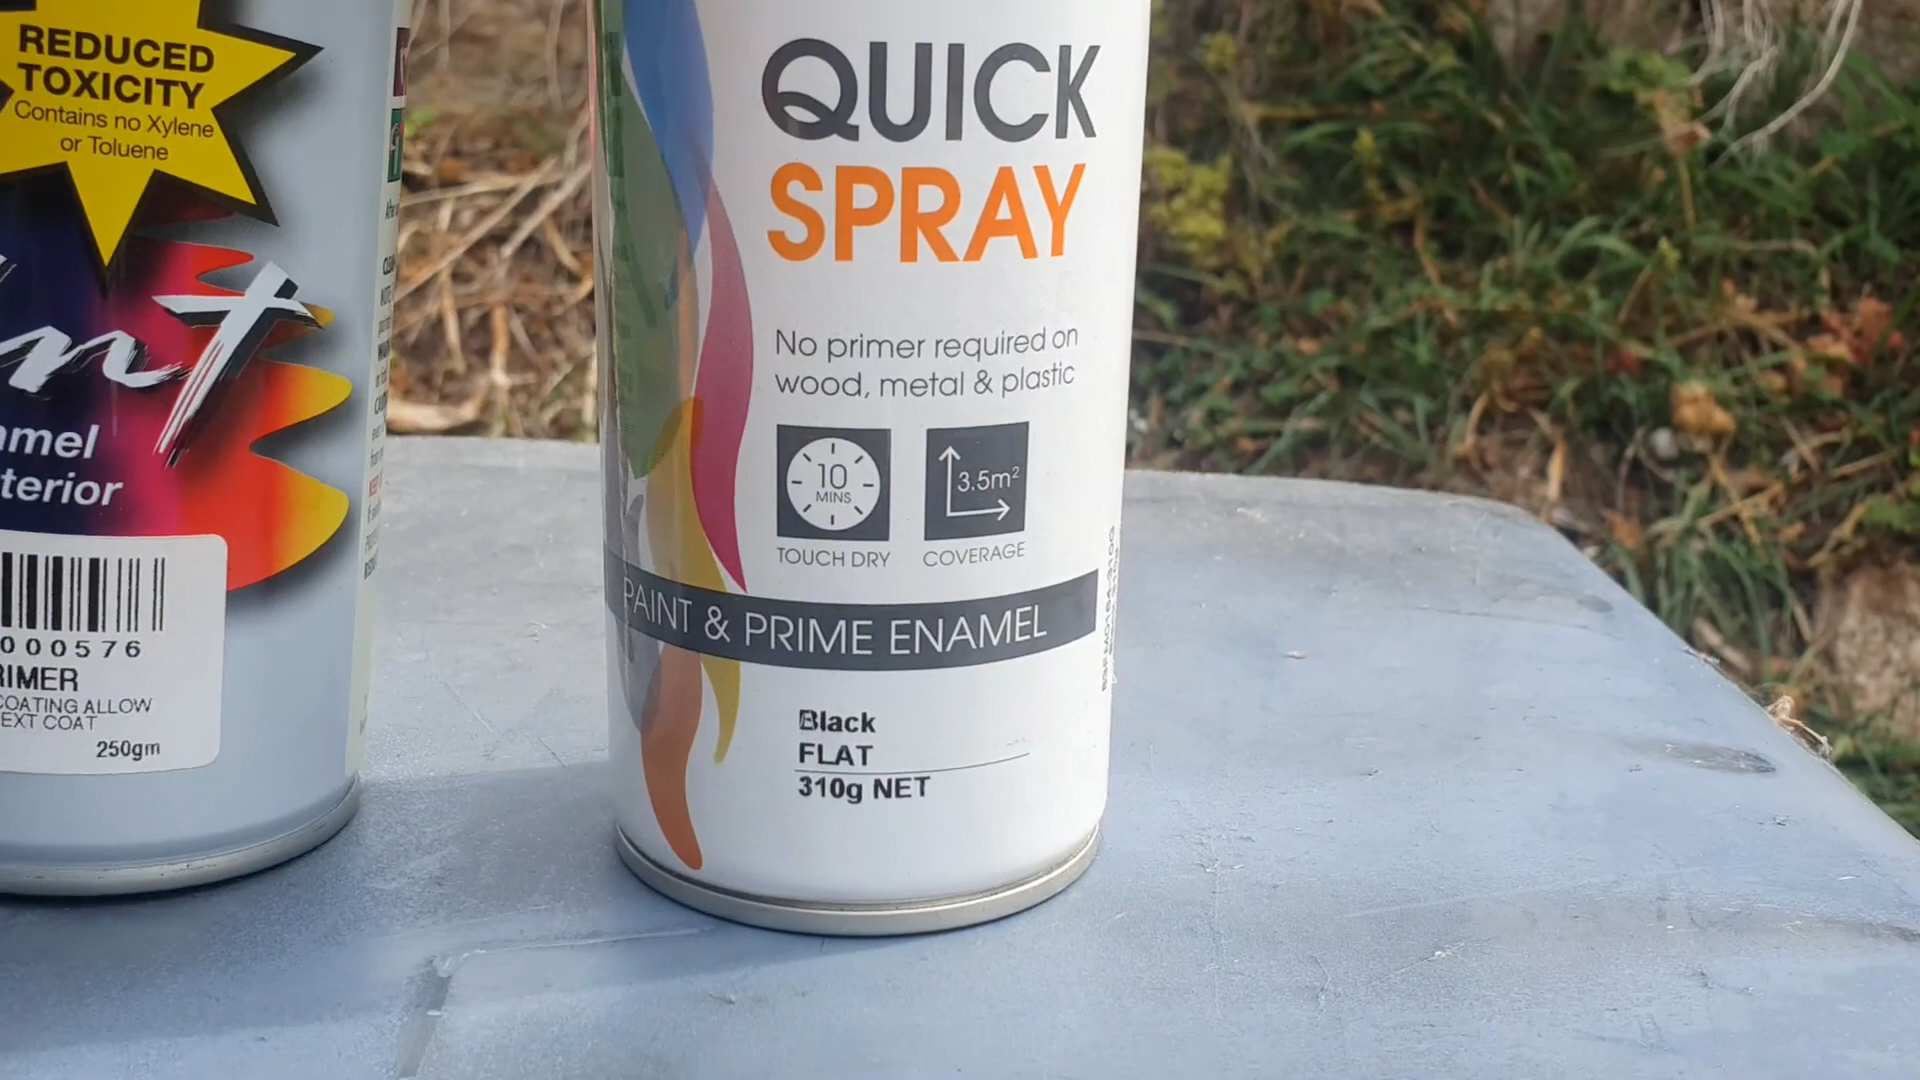 REDUCED
TOXICITY
Contains no Xylene
or Toluene
nt
mel
terior
000576
RIMER
COATING ALLOW
EXT COAT
250gm
QUICK
SPRAY
No primer required on
wood, metal & plastic
10
MINS
TOUCH DRY
3.5m²
COVERAGE
PAINT & PRIME ENAMEL
Black
FLAT
310g NET